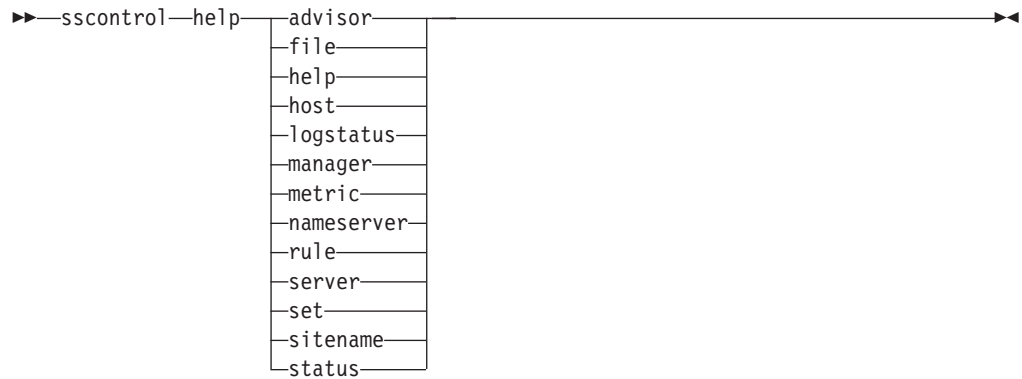 sscontrol help advisor
file
help
host
logstatus
manager
metric
nameserver
rule
server
set
sitename
status